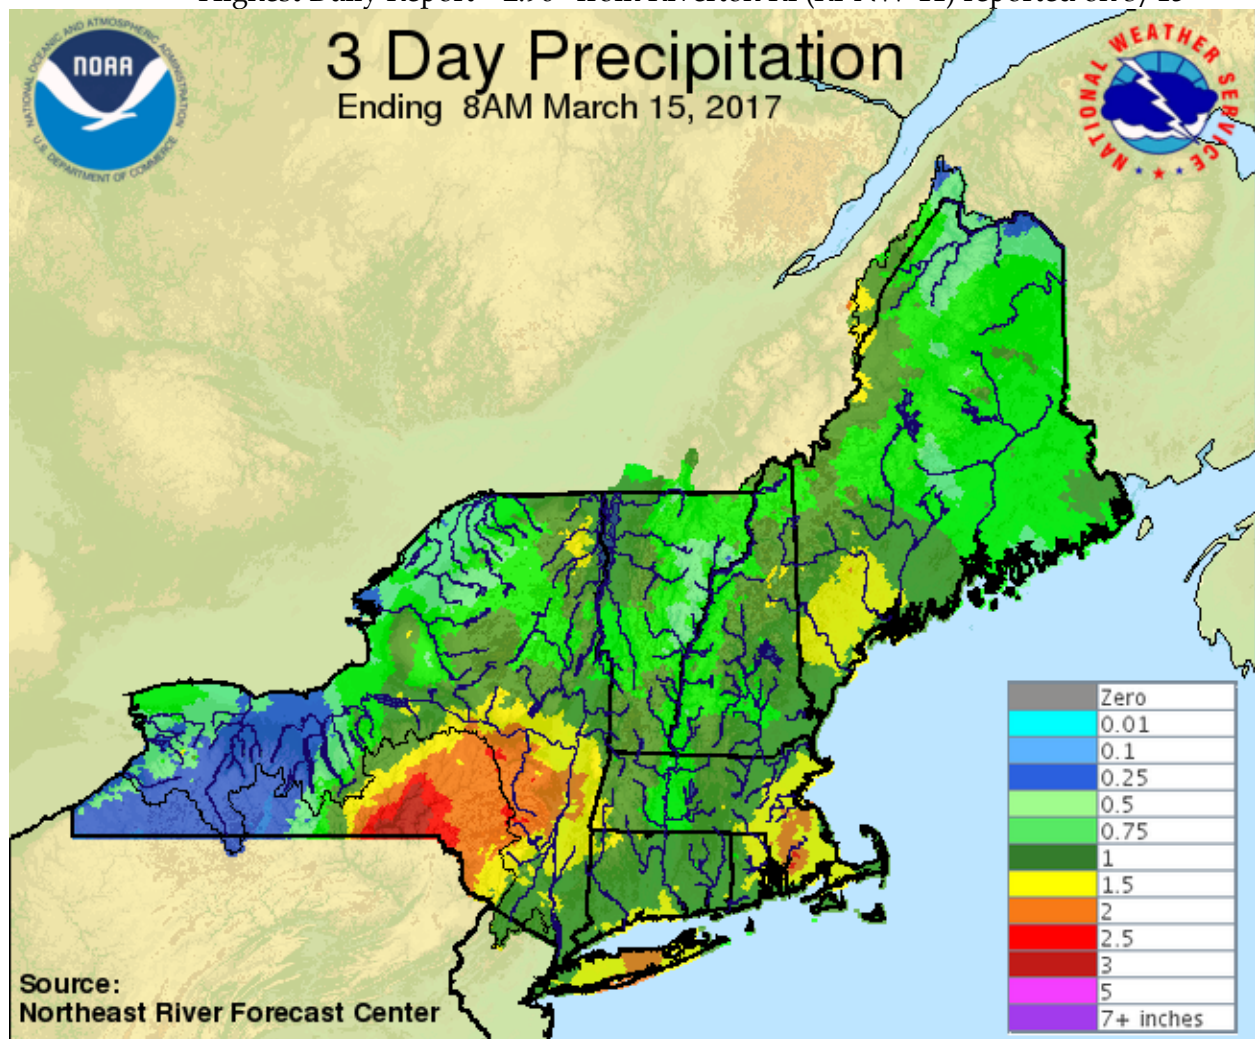 3 Day Precipitation
Ending 8AM March 15, 2017
NOAA
NATIONAL OCEANIC AND ATMOSPHERIC ADMINISTRATION
U.S. DEPARTMENT OF COMMERCE
NATIONAL WEATHER SERVICE
Zero
0.01
0.1
0.25
0.5
0.75
1
1.5
2
2.5
3
5
7+ inches
Source:
Northeast River Forecast Center